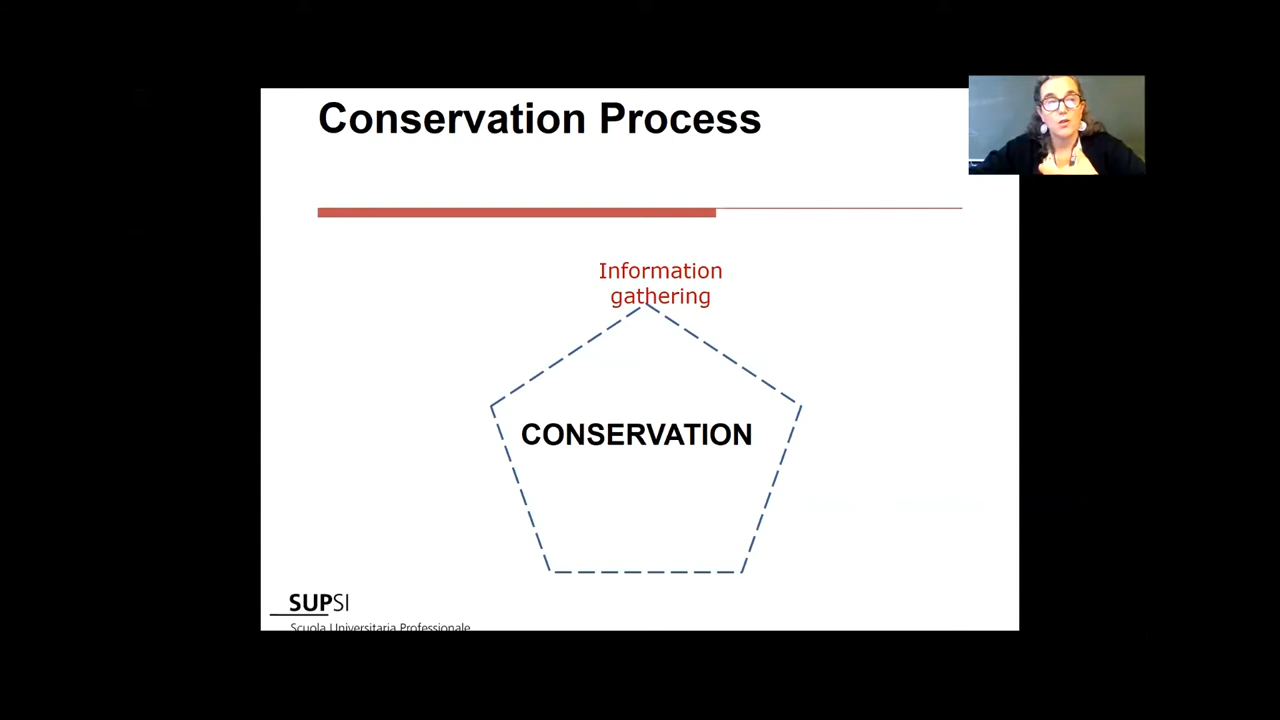 Conservation Process
Information
gathering
CONSERVATION
SUPSI
Scuola Universitaria Professionale